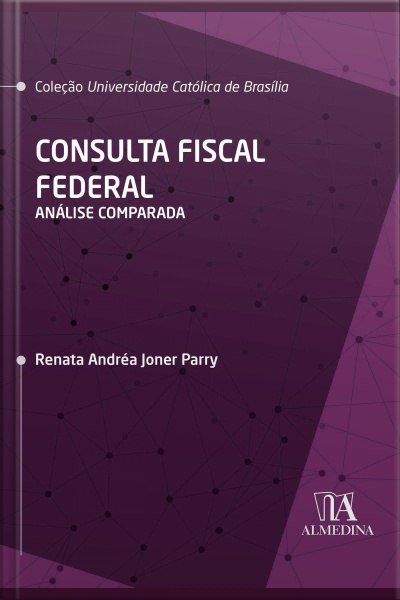 Coleção Universidade Católica de Brasília
CONSULTA FISCAL
FEDERAL
ANÁLISE COMPARADA
Renata Andréa Joner Parry
ALMEDINA